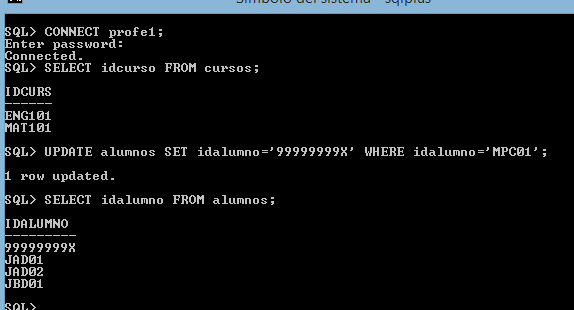 Símbolo del sistema - sqlplus
SQL> CONNECT profe1;
Enter password:
Connected.
SQL> SELECT idcurso FROM cursos;
IDCURS
------
ENG101
MAT101
SQL> UPDATE alumnos SET idalumno='99999999X' WHERE idalumno='MPC01';
1 row updated.
SQL> SELECT idalumno FROM alumnos;
IDALUMNO
---------
99999999X
JAD01
JAD02
JBD01
SQL>